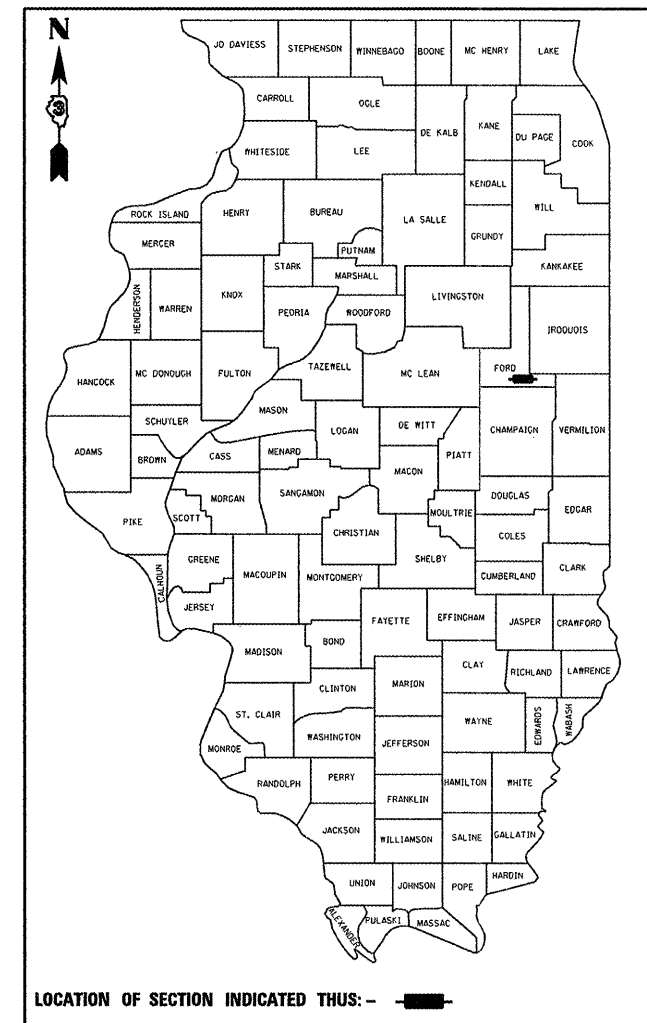 N
3
JO DAVIESS STEPHENSON WINNEBAGO BOONE MC HENRY LAKE
CARROLL OGLE DE KALB KANE DU PAGE COOK
WHITESIDE LEE
KENDALL WILL
ROCK ISLAND HENRY BUREAU LA SALLE
MERCER PUTNAM GRUNDY
STARK MARSHALL KANKAKEE
HENDERSON WARREN KNOX PEORIA WOODFORD LIVINGSTON IROQUOIS
HANCOCK MC DONOUGH FULTON TAZEWELL MC LEAN FORD
MASON
SCHUYLER LOGAN DE WITT CHAMPAIGN VERMILION
ADAMS BROWN CASS MENARD MACON PIATT
MORGAN SANGAMON DOUGLAS EDGAR
PIKE SCOTT CHRISTIAN MOULTRIE
COLES
GREENE MACOUPIN MONTGOMERY SHELBY CUMBERLAND CLARK
CALHOUN JERSEY
FAYETTE EFFINGHAM JASPER CRAWFORD
MADISON BOND
CLAY RICHLAND LAWRENCE
CLINTON MARION
ST. CLAIR WAYNE EDWARDS WABASH
MONROE WASHINGTON JEFFERSON
RANDOLPH PERRY HAMILTON WHITE
FRANKLIN
JACKSON WILLIAMSON SALINE GALLATIN
UNION JOHNSON POPE HARDIN
ALEXANDER PULASKI MASSAC
LOCATION OF SECTION INDICATED THUS:-